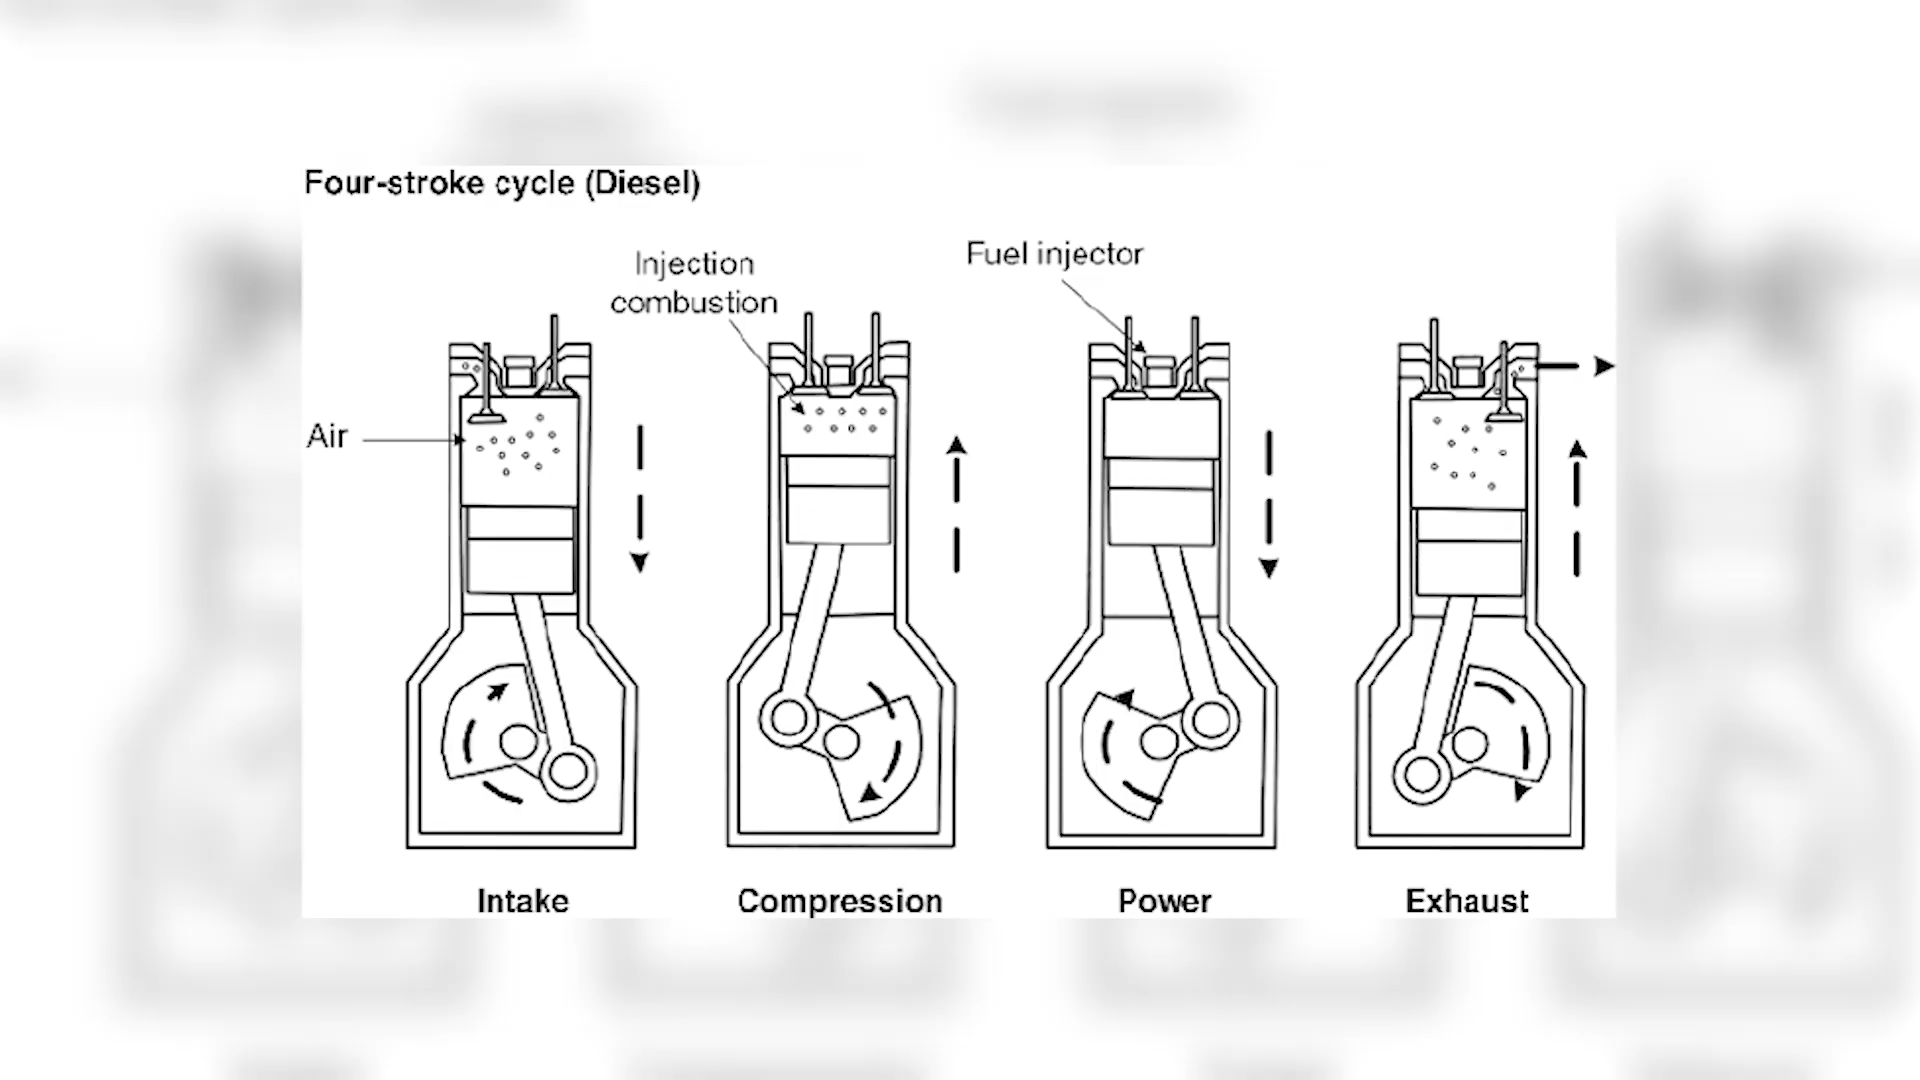 Four-stroke cycle (Diesel)
Injection
combustion
Fuel injector
Air
Intake
Compression
Power
Exhaust